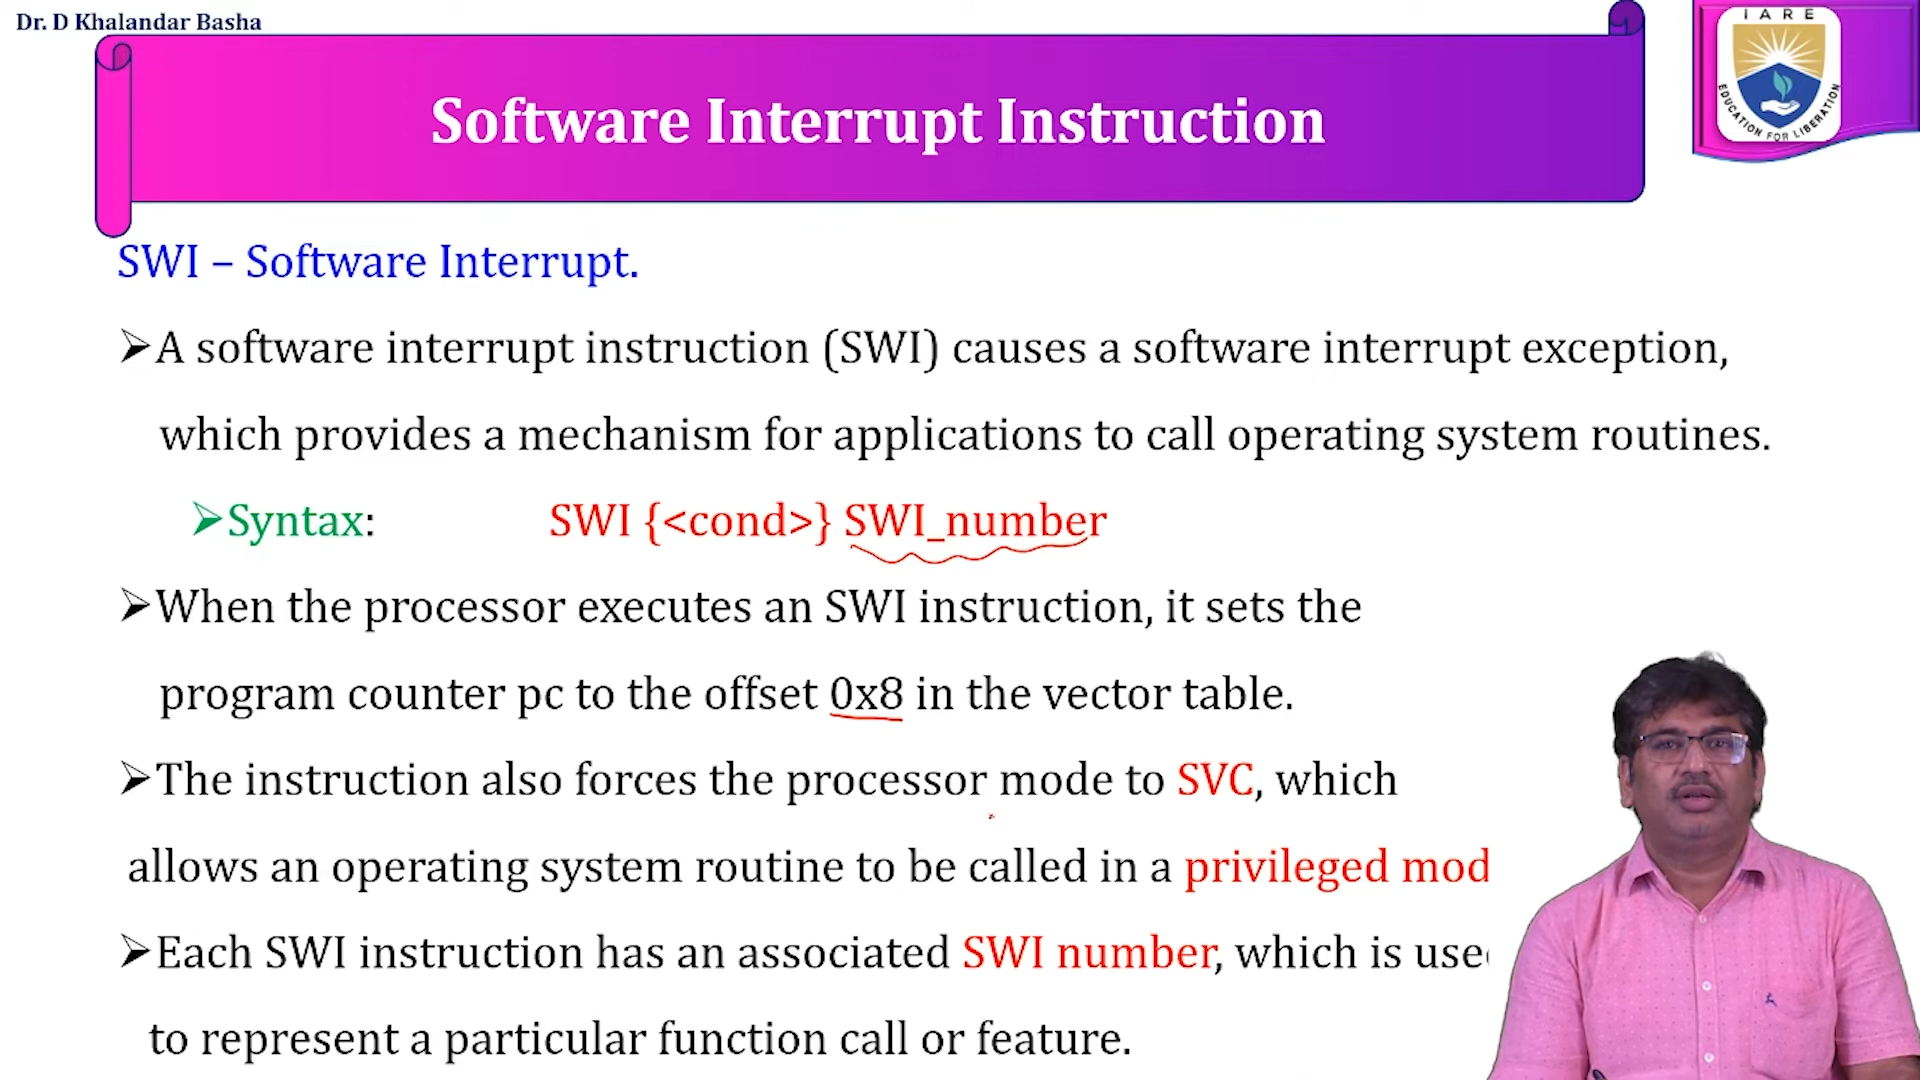 Dr. D Khalandar Basha
IARE
EDUCATION FOR LIBERATION
Software Interrupt Instruction
SWI – Software Interrupt.
➢A software interrupt instruction (SWI) causes a software interrupt exception,
which provides a mechanism for applications to call operating system routines.
➢Syntax: SWI {<cond>} SWI_number
➢When the processor executes an SWI instruction, it sets the
program counter pc to the offset 0x8 in the vector table.
➢The instruction also forces the processor mode to SVC, which
allows an operating system routine to be called in a privileged mod
➢Each SWI instruction has an associated SWI number, which is use
to represent a particular function call or feature.